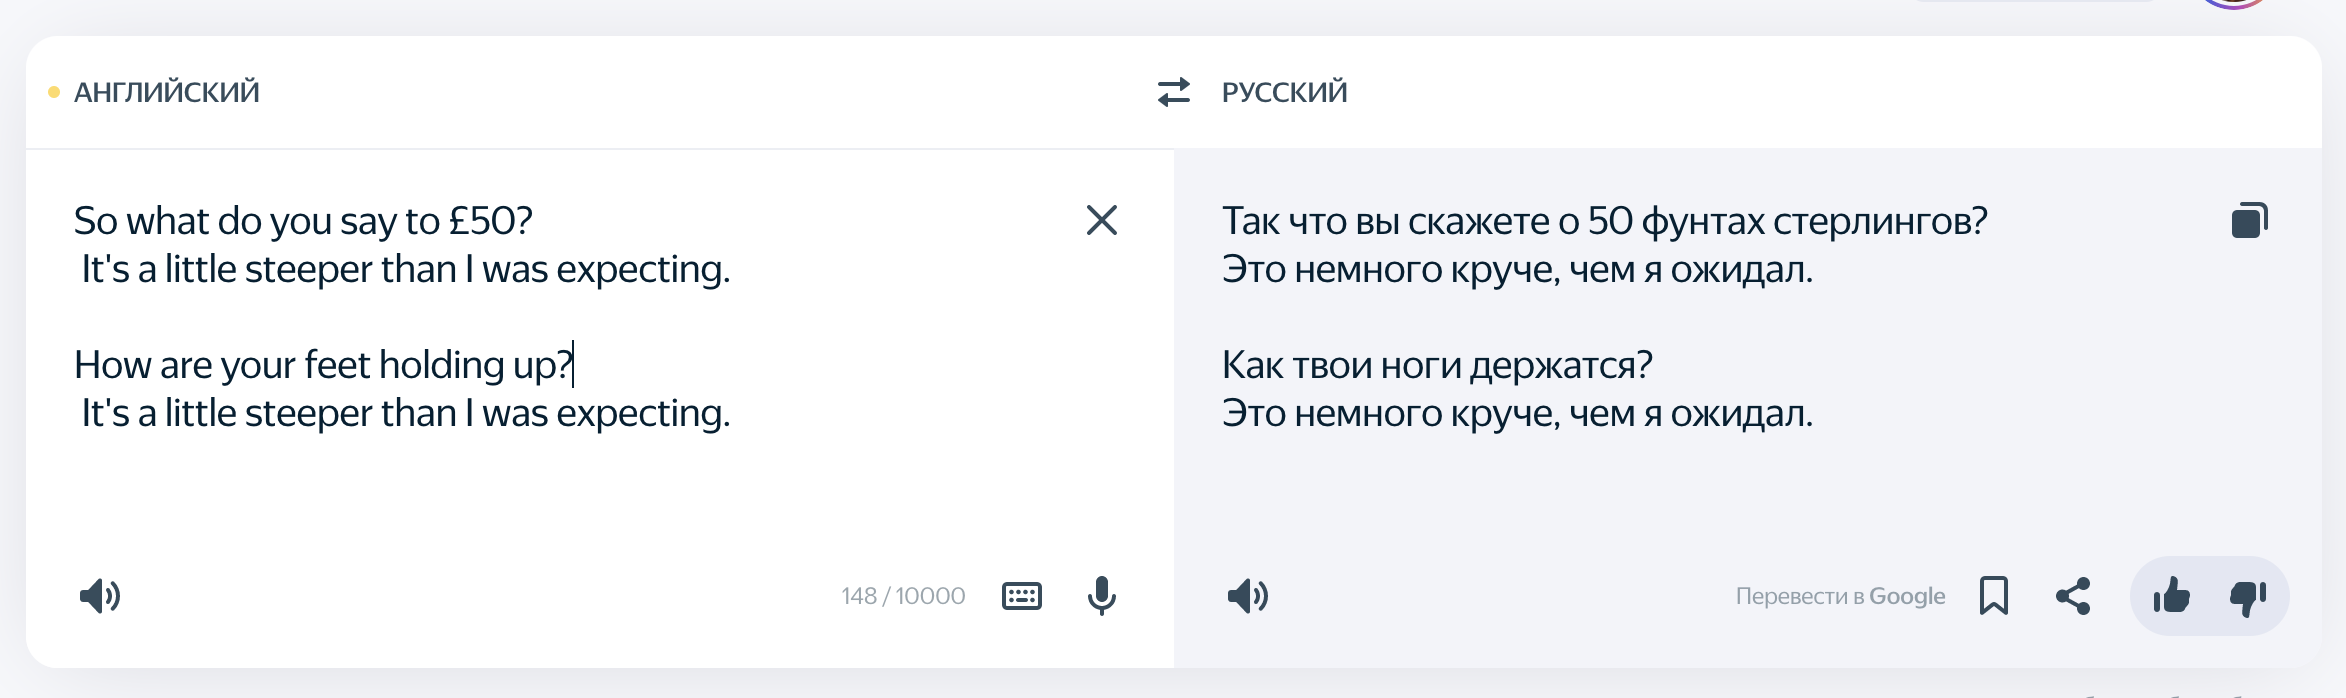 АНГЛИЙСКИЙ
РУССКИЙ
So what do you say to £50?
It's a little steeper than I was expecting.
How are your feet holding up?
It's a little steeper than I was expecting.
148 / 10000
Так что вы скажете о 50 фунтах стерлингов?
Это немного круче, чем я ожидал.
Как твои ноги держатся?
Это немного круче, чем я ожидал.
Перевести в Google